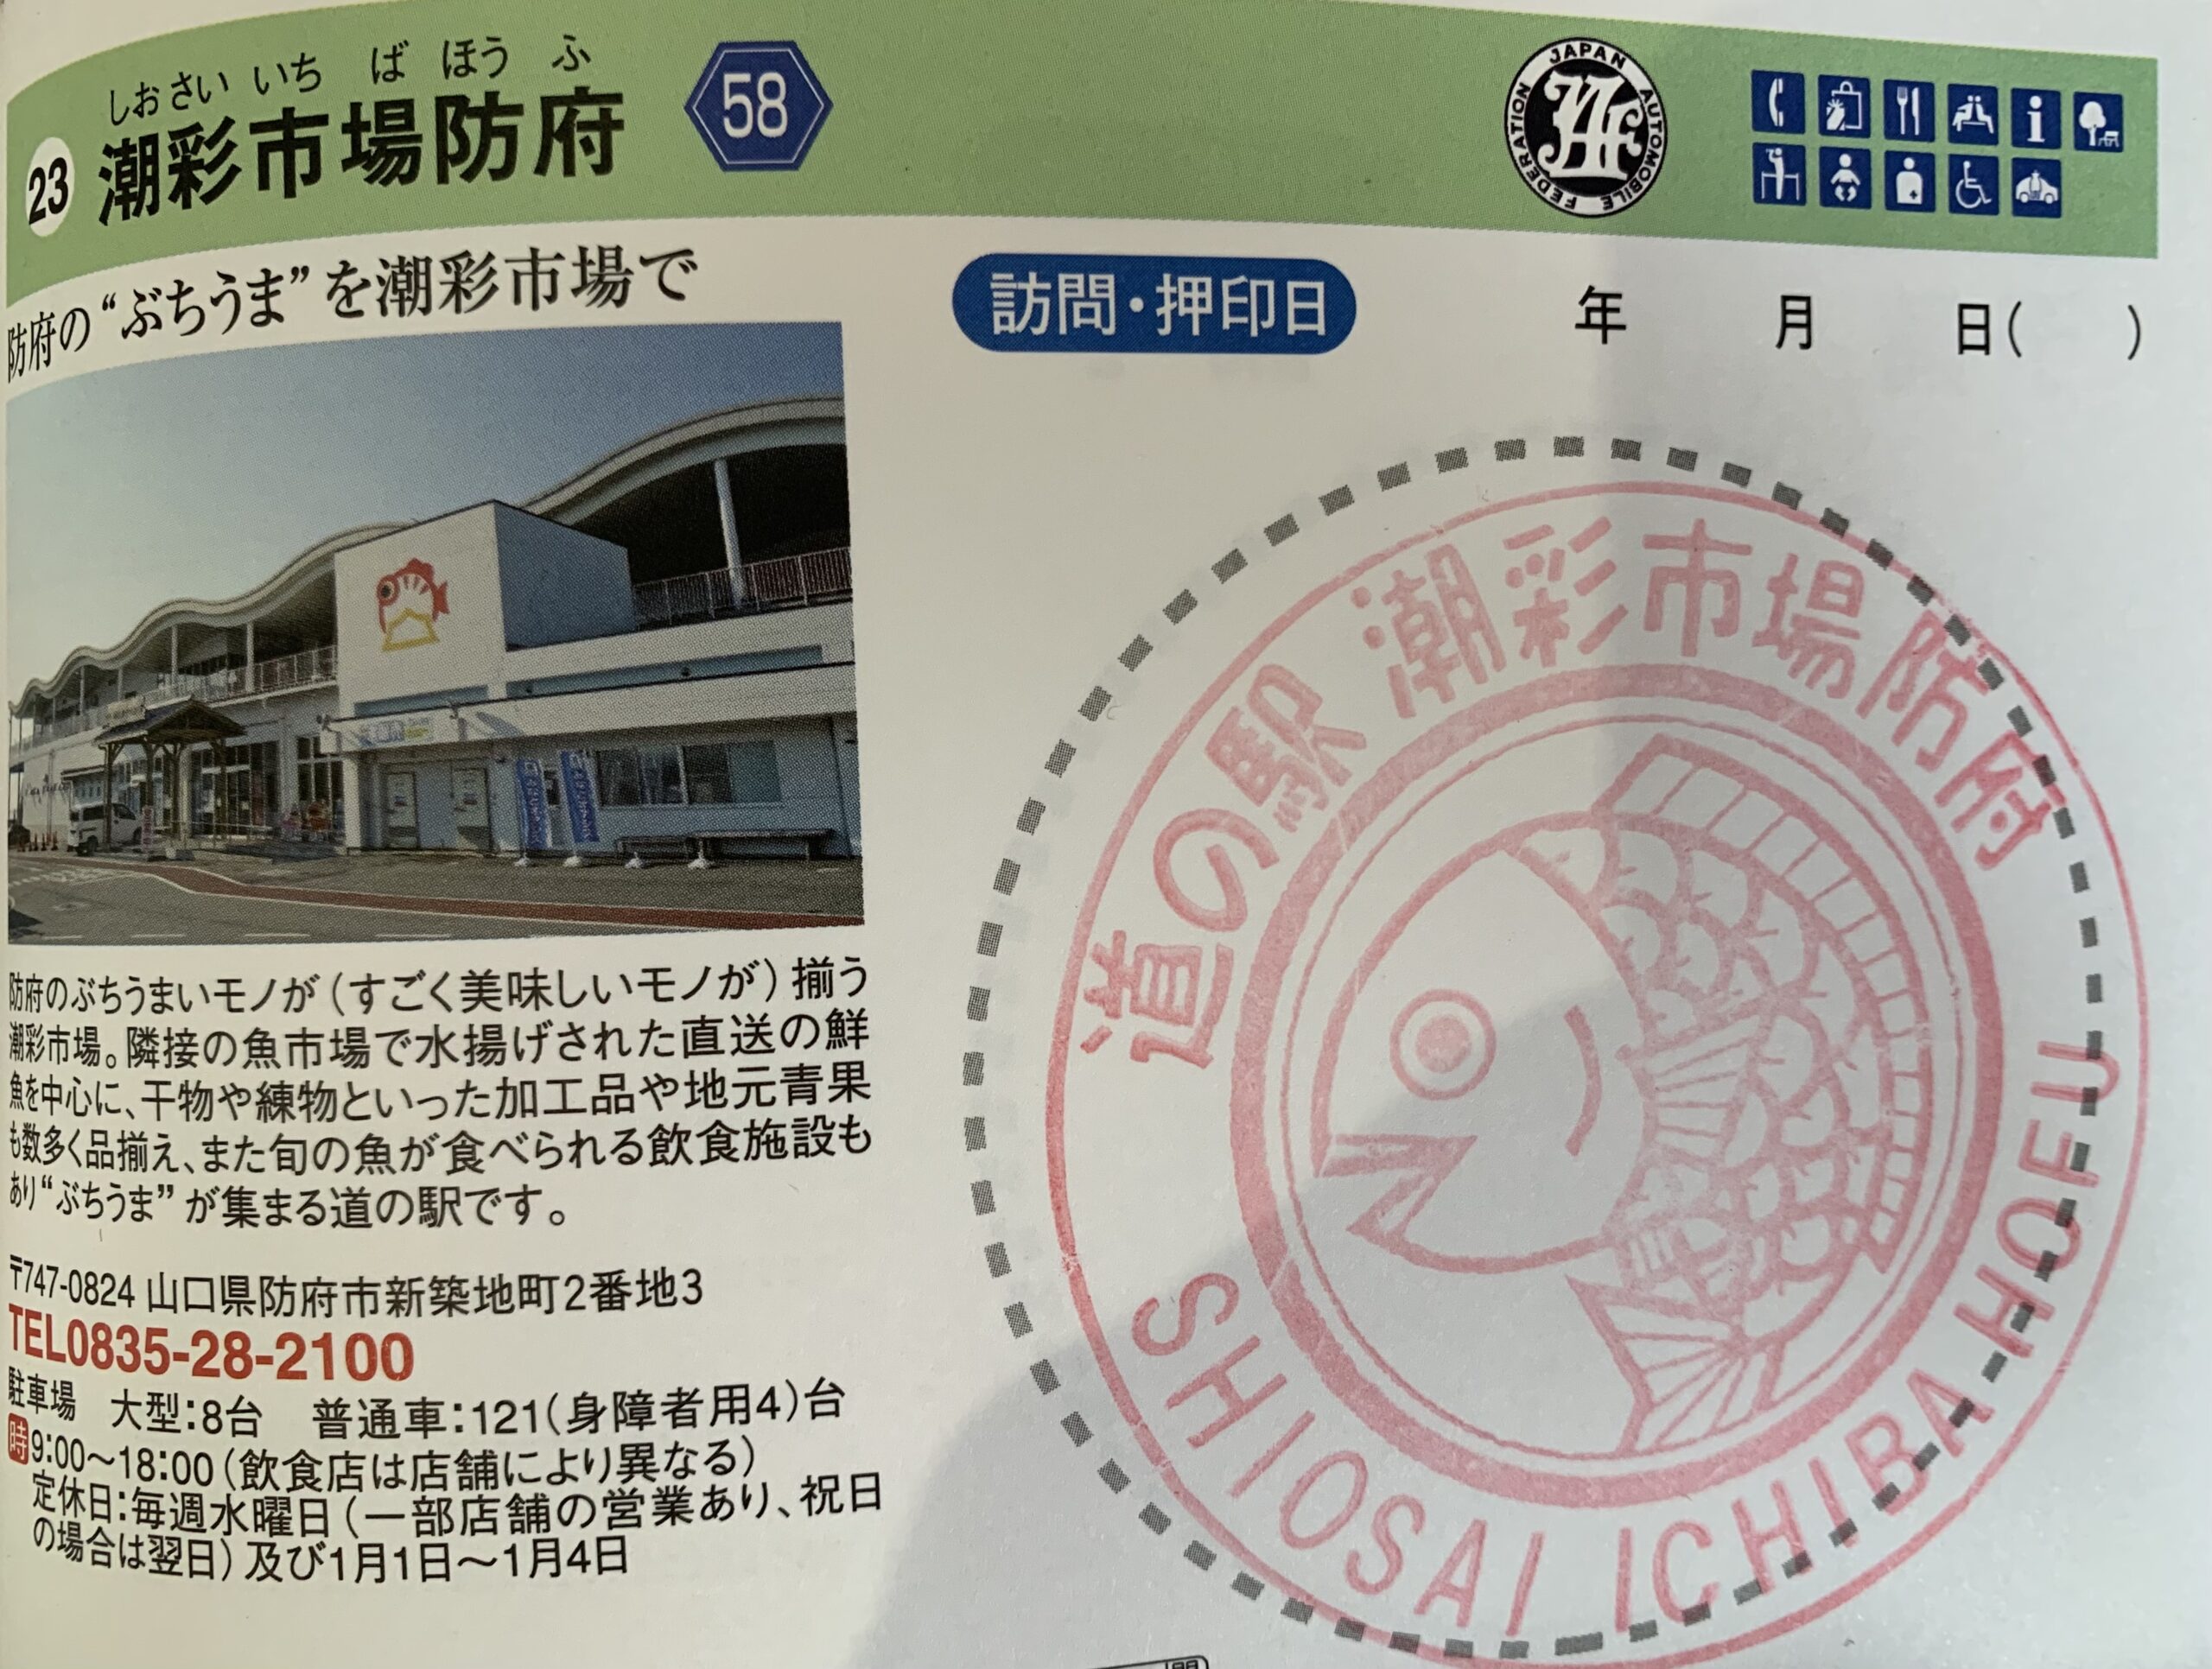 しおさいいちばほうふ
23 潮彩市場防府 58
JAPAN AUTOMOBILE FEDERATION
JAF
防府の“ぶちうま”を潮彩市場で
訪問・押印日 年 月 日( )
道の駅 潮彩市場防府
SHIOSAI ICHIBA HOFU
防府のぶちうまいモノが(すごく美味しいモノが)揃う
潮彩市場。隣接の魚市場で水揚げされた直送の鮮
魚を中心に、干物や練物といった加工品や地元青果
も数多く品揃え、また旬の魚が食べられる飲食施設も
あり“ぶちうま”が集まる道の駅です。
〒747-0824 山口県防府市新築地町2番地3
TEL0835-28-2100
駐車場 大型:8台 普通車:121(身障者用4)台
時 9:00〜18:00(飲食店は店舗により異なる)
定休日:毎週水曜日(一部店舗の営業あり、祝日
の場合は翌日)及び1月1日〜1月4日